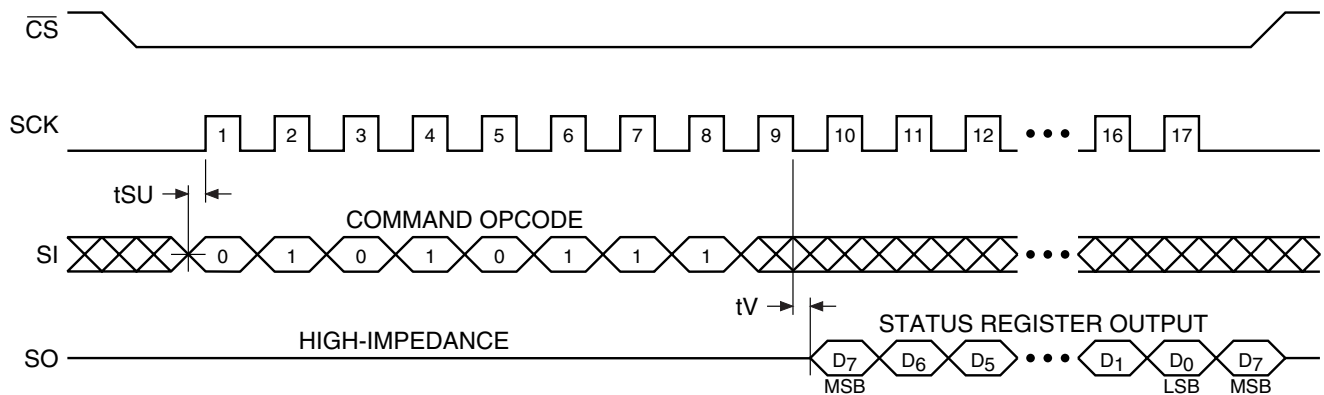 CS
SCK 1 2 3 4 5 6 7 8 9 10 11 12 16 17
tSU
COMMAND OPCODE
SI 0 1 0 1 0 1 1 1
tV
HIGH-IMPEDANCE STATUS REGISTER OUTPUT
SO D7 D6 D5 D1 D0 D7
MSB LSB MSB